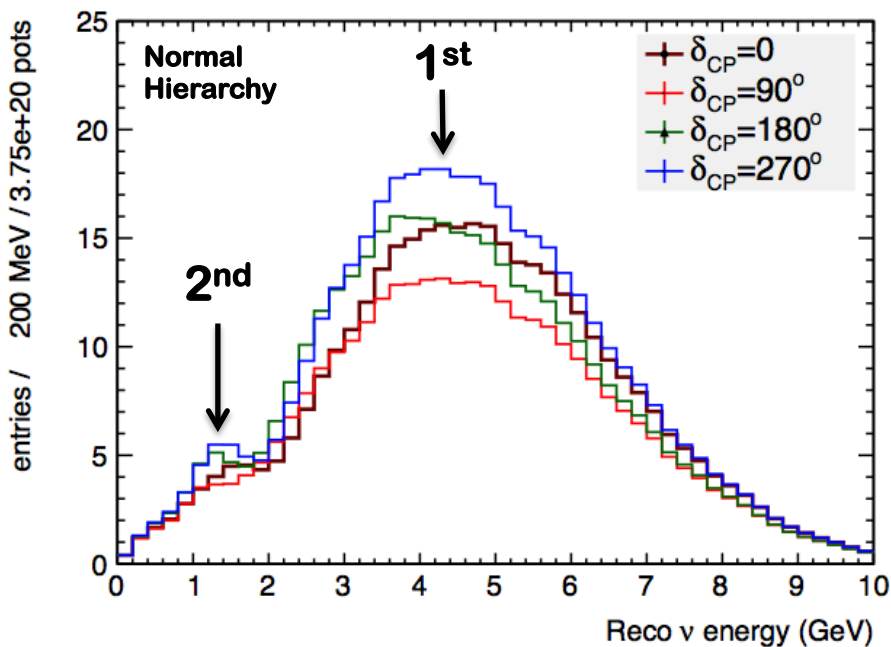 entries / 200 MeV / 3.75e+20 pots
25
20
15
10
5
0
Normal
Hierarchy
1st
2nd
δCP=0
δCP=90°
δCP=180°
δCP=270°
0 1 2 3 4 5 6 7 8 9 10
Reco ν energy (GeV)